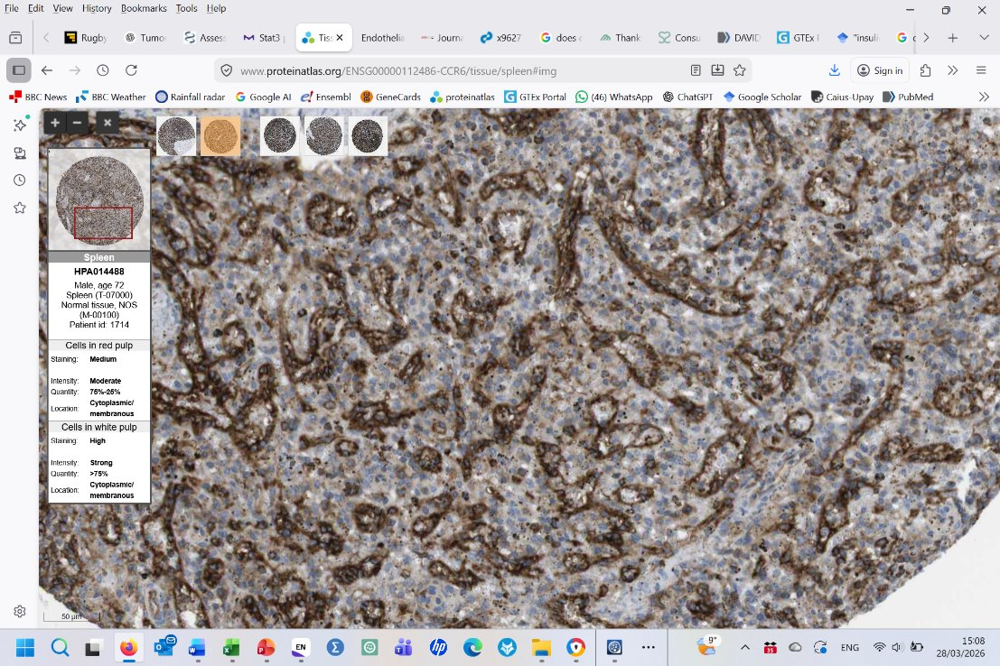 File Edit View History Bookmarks Tools Help
Rugby Tumo Assess Stat3 Tiss Endothelia Journa x9627 does Thank Consu DAVID GTEx F "insuli
www.proteinatlas.org/ENSG00000112486-CCR6/tissue/spleen#img Sign in
BBC News BBC Weather Rainfall radar Google AI Ensembl GeneCards proteinatlas GTEx Portal (46) WhatsApp ChatGPT Google Scholar Caius-Upay PubMed
Spleen
HPA014488
Male, age 72
Spleen (T-07000)
Normal tissue, NOS
(M-00100)
Patient id: 1714
Cells in red pulp
Staining: Medium
Intensity: Moderate
Quantity: 75%-25%
Location: Cytoplasmic/
membranous
Cells in white pulp
Staining: High
Intensity: Strong
Quantity: >75%
Location: Cytoplasmic/
membranous
50 µm
EN
9°
35
ENG
15:08
28/03/2026